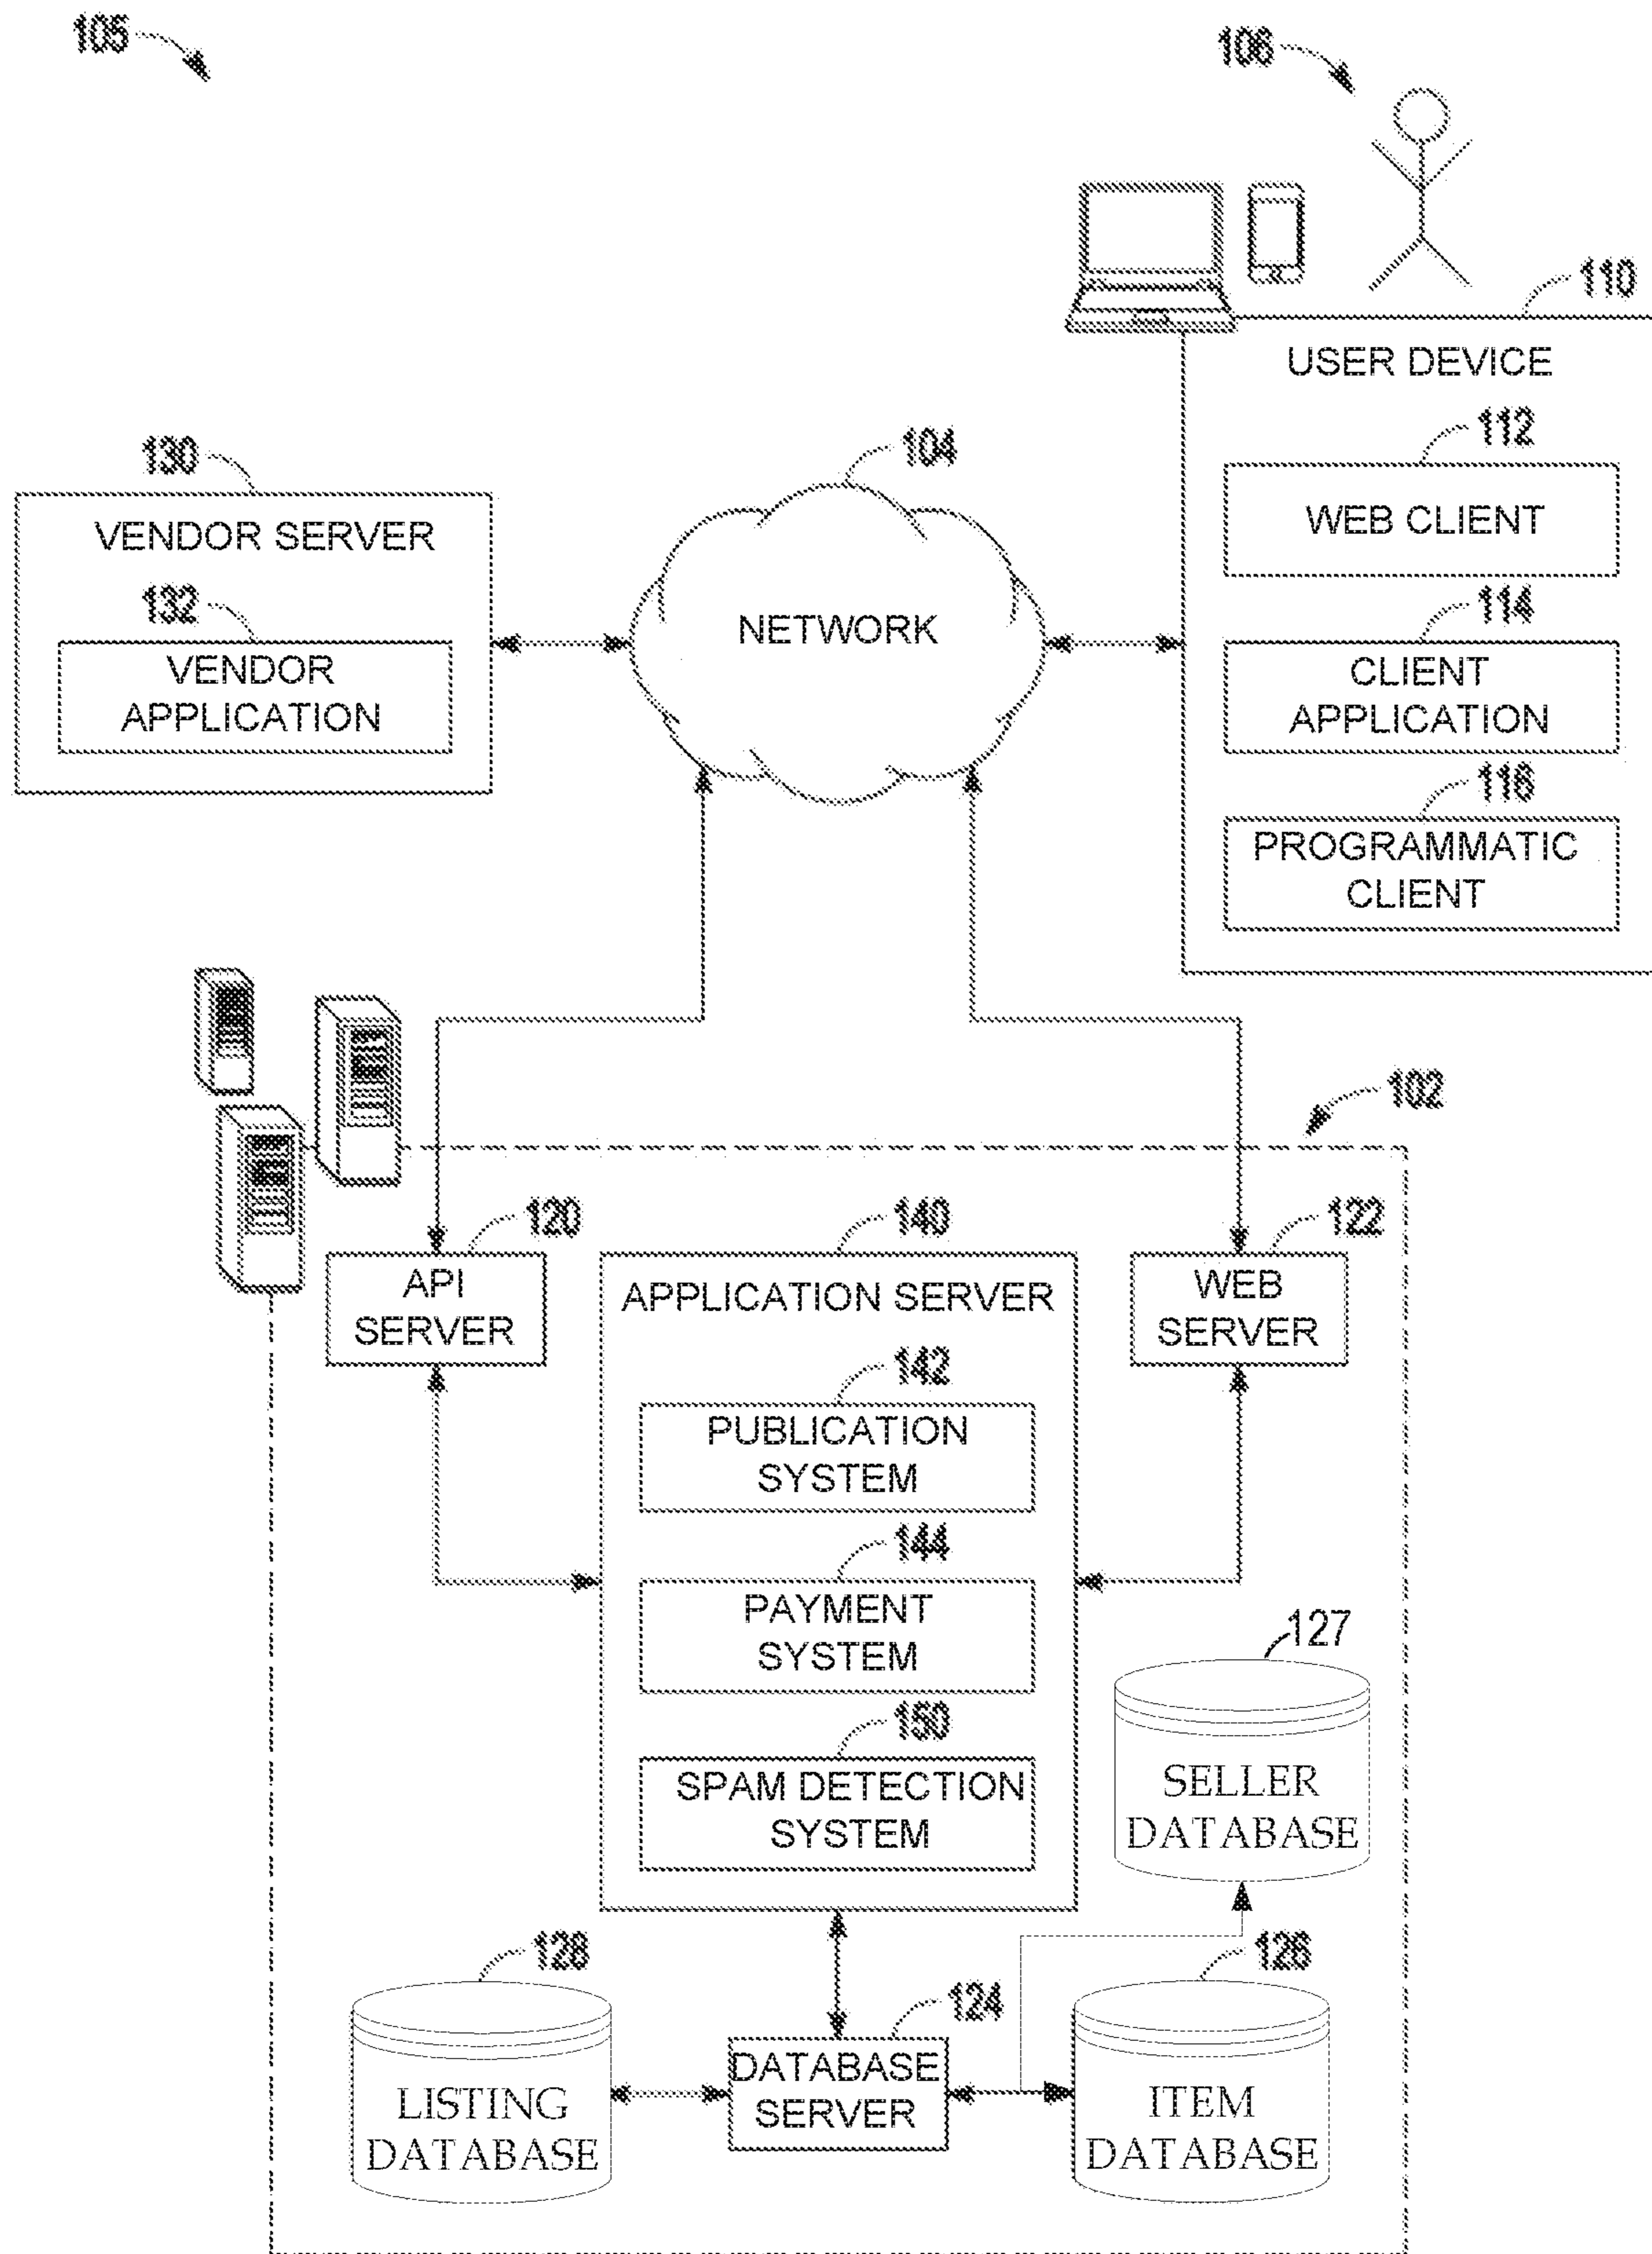 105
106
110
USER DEVICE
112
WEB CLIENT
114
CLIENT
APPLICATION
116
PROGRAMMATIC
CLIENT
104
NETWORK
130
VENDOR SERVER
132
VENDOR
APPLICATION
102
120
API
SERVER
140
APPLICATION SERVER
142
PUBLICATION
SYSTEM
144
PAYMENT
SYSTEM
150
SPAM DETECTION
SYSTEM
122
WEB
SERVER
127
SELLER
DATABASE
128
LISTING
DATABASE
124
DATABASE
SERVER
126
ITEM
DATABASE